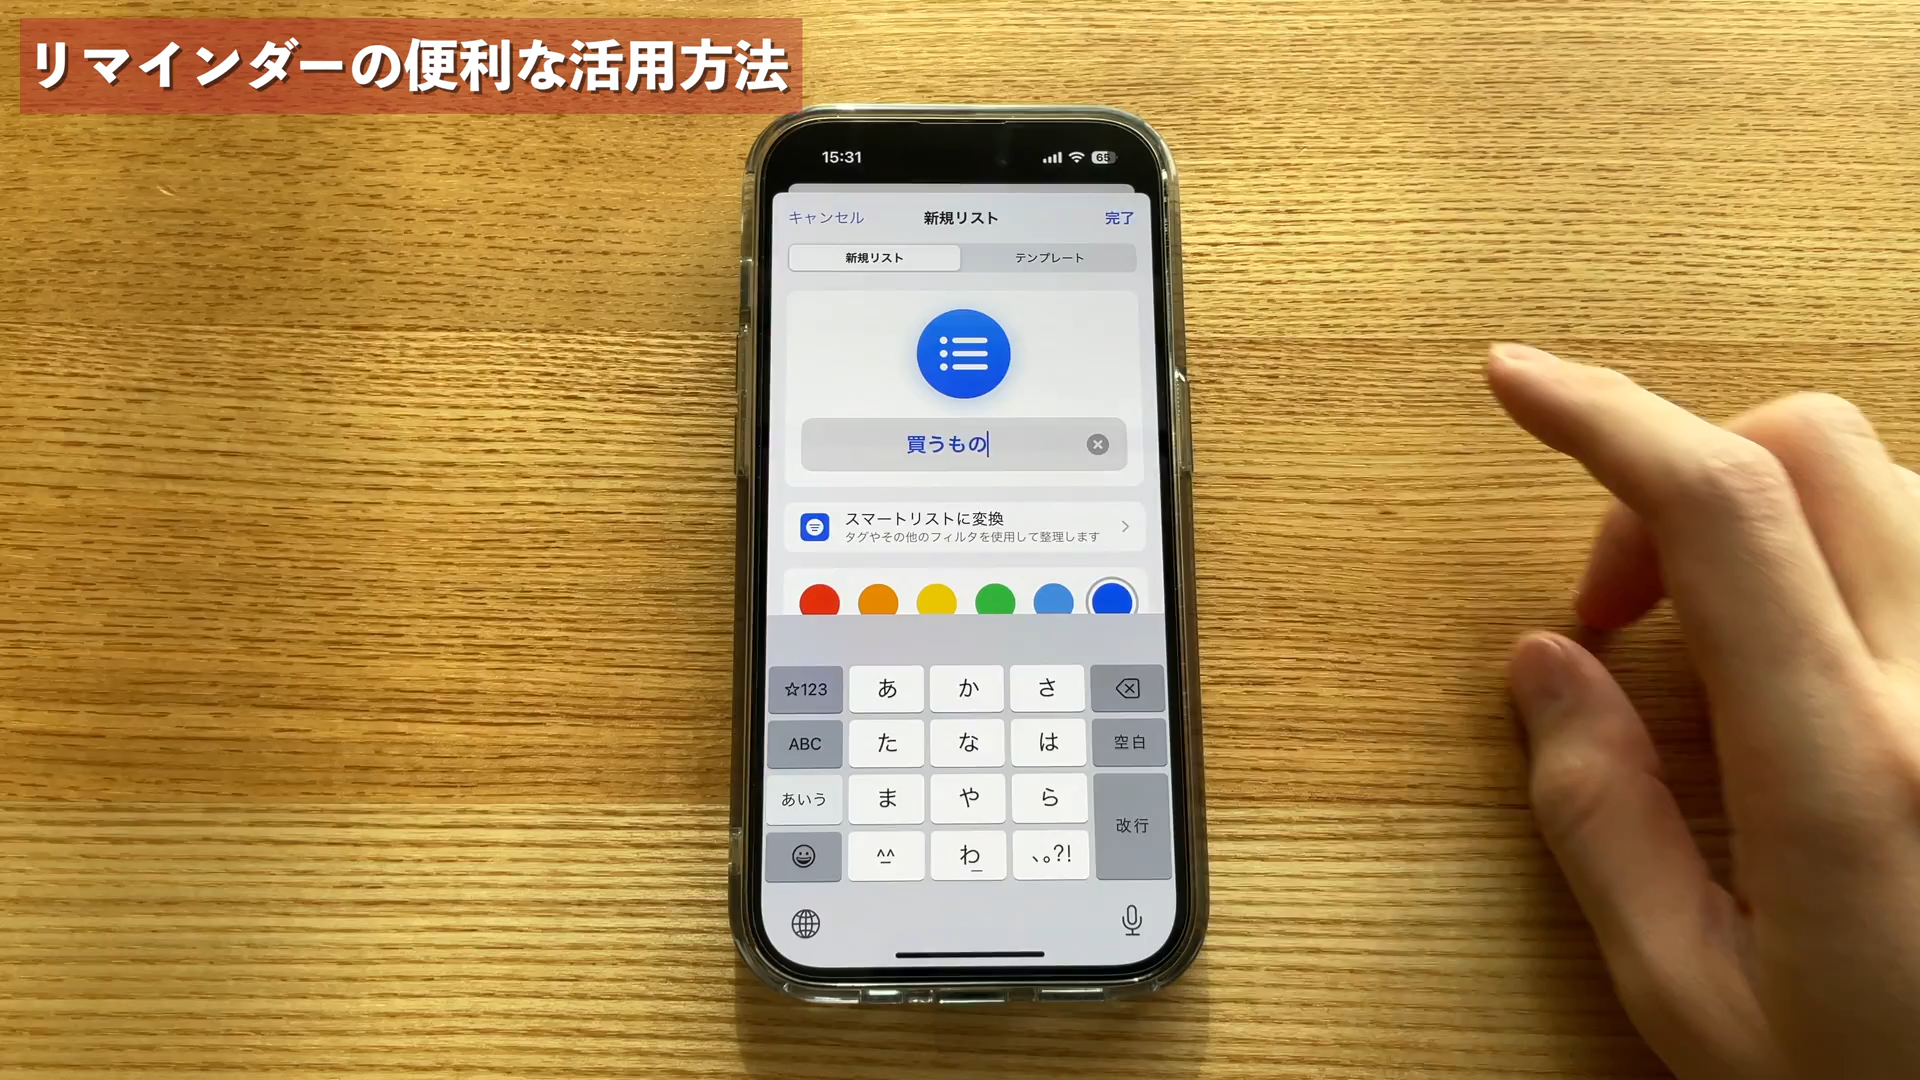 リマインダーの便利な活用方法
15:31
65
キャンセル
新規リスト
完了
新規リスト
テンプレート
買うもの
スマートリストに変換
タグやその他のフィルタを使用して整理します
☆123
あ
か
さ
ABC
た
な
は
空白
あいう
ま
や
ら
改行
^^
わ
、。?!